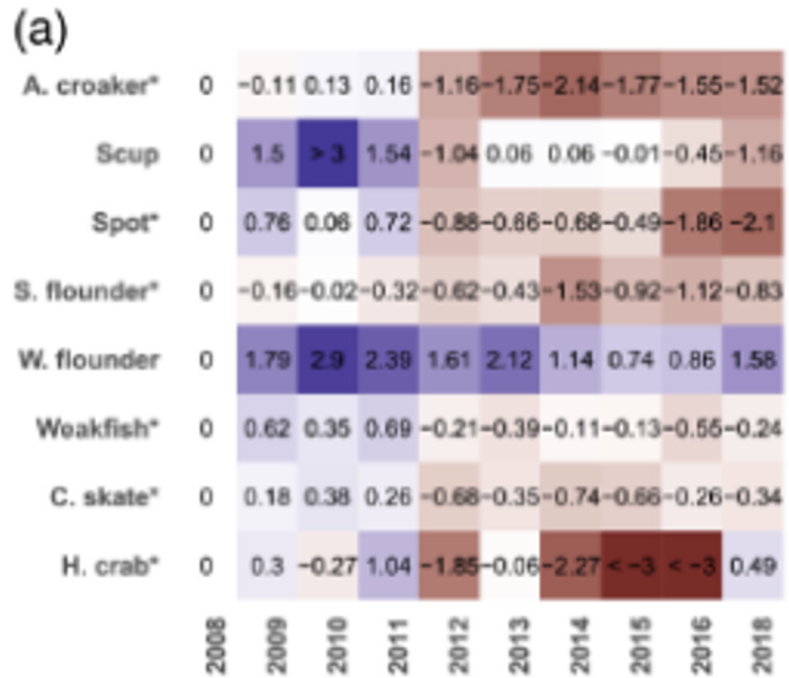 (a)
A. croaker* 0 −0.11 0.13 0.16 −1.16 −1.75 −2.14 −1.77 −1.55 −1.52
Scup 0 1.5 > 3 1.54 −1.04 0.06 0.06 −0.01 −0.45 −1.16
Spot* 0 0.76 0.06 0.72 −0.88 −0.66 −0.68 −0.49 −1.86 −2.1
S. flounder* 0 −0.16 −0.02 −0.32 −0.62 −0.43 −1.53 −0.92 −1.12 −0.83
W. flounder 0 1.79 2.9 2.39 1.61 2.12 1.14 0.74 0.86 1.58
Weakfish* 0 0.62 0.35 0.69 −0.21 −0.39 −0.11 −0.13 −0.55 −0.24
C. skate* 0 0.18 0.38 0.26 −0.68 −0.35 −0.74 −0.66 −0.26 −0.34
H. crab* 0 0.3 −0.27 1.04 −1.85 −0.06 −2.27 < −3 < −3 0.49
2008 2009 2010 2011 2012 2013 2014 2015 2016 2018